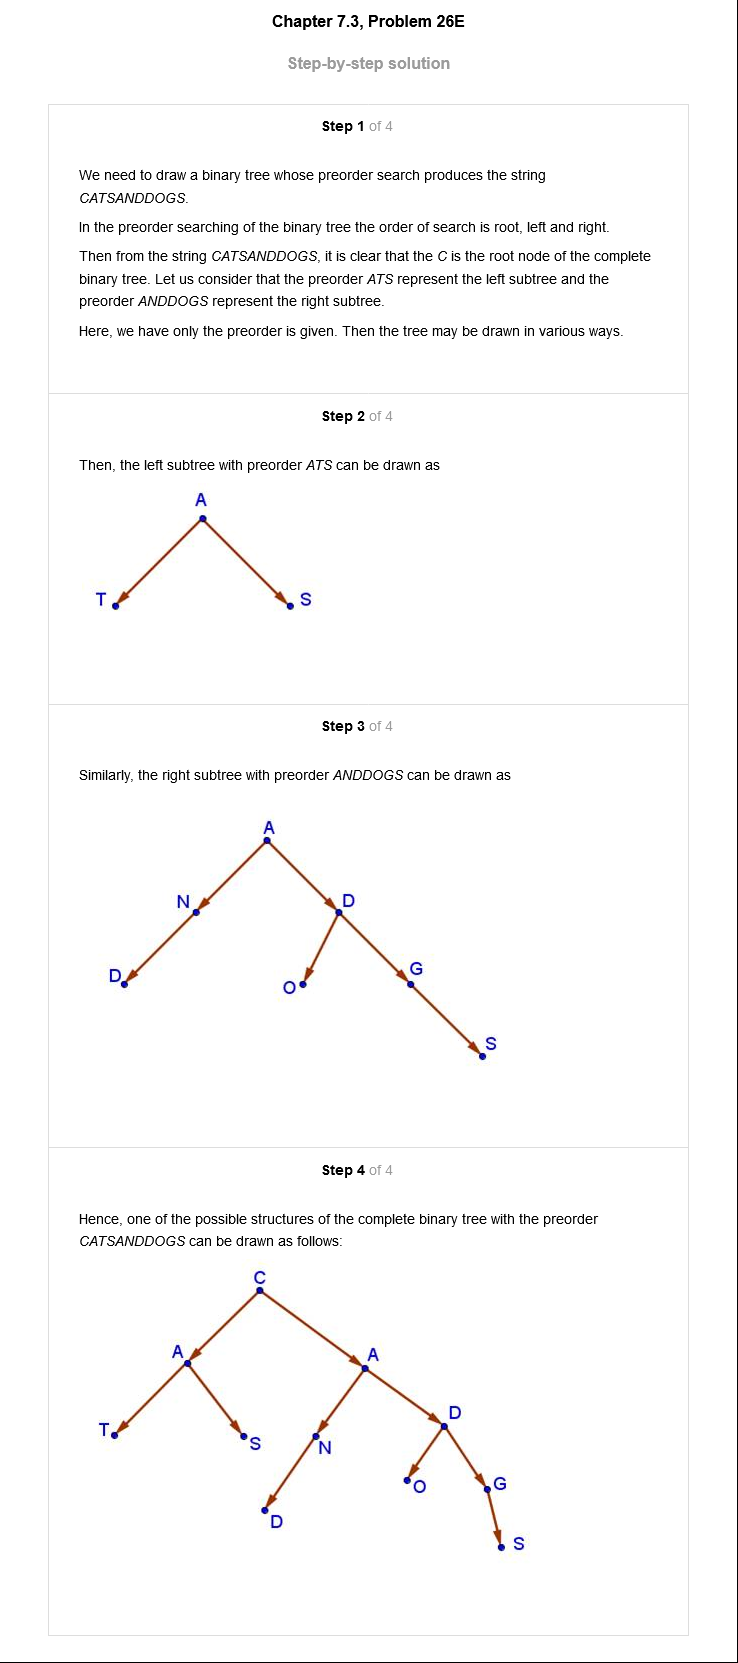 Chapter 7.3, Problem 26E
Step-by-step solution
Step 1 of 4
We need to draw a binary tree whose preorder search produces the string
CATSANDDOGS.
In the preorder searching of the binary tree the order of search is root, left and right.
Then from the string CATSANDDOGS, it is clear that the C is the root node of the complete
binary tree. Let us consider that the preorder ATS represent the left subtree and the
preorder ANDDOGS represent the right subtree.
Here, we have only the preorder is given. Then the tree may be drawn in various ways.
Step 2 of 4
Then, the left subtree with preorder ATS can be drawn as
A
T S
Step 3 of 4
Similarly, the right subtree with preorder ANDDOGS can be drawn as
A
N D
D O G
S
Step 4 of 4
Hence, one of the possible structures of the complete binary tree with the preorder
CATSANDDOGS can be drawn as follows:
C
A A
D
T S N
O G
D
S